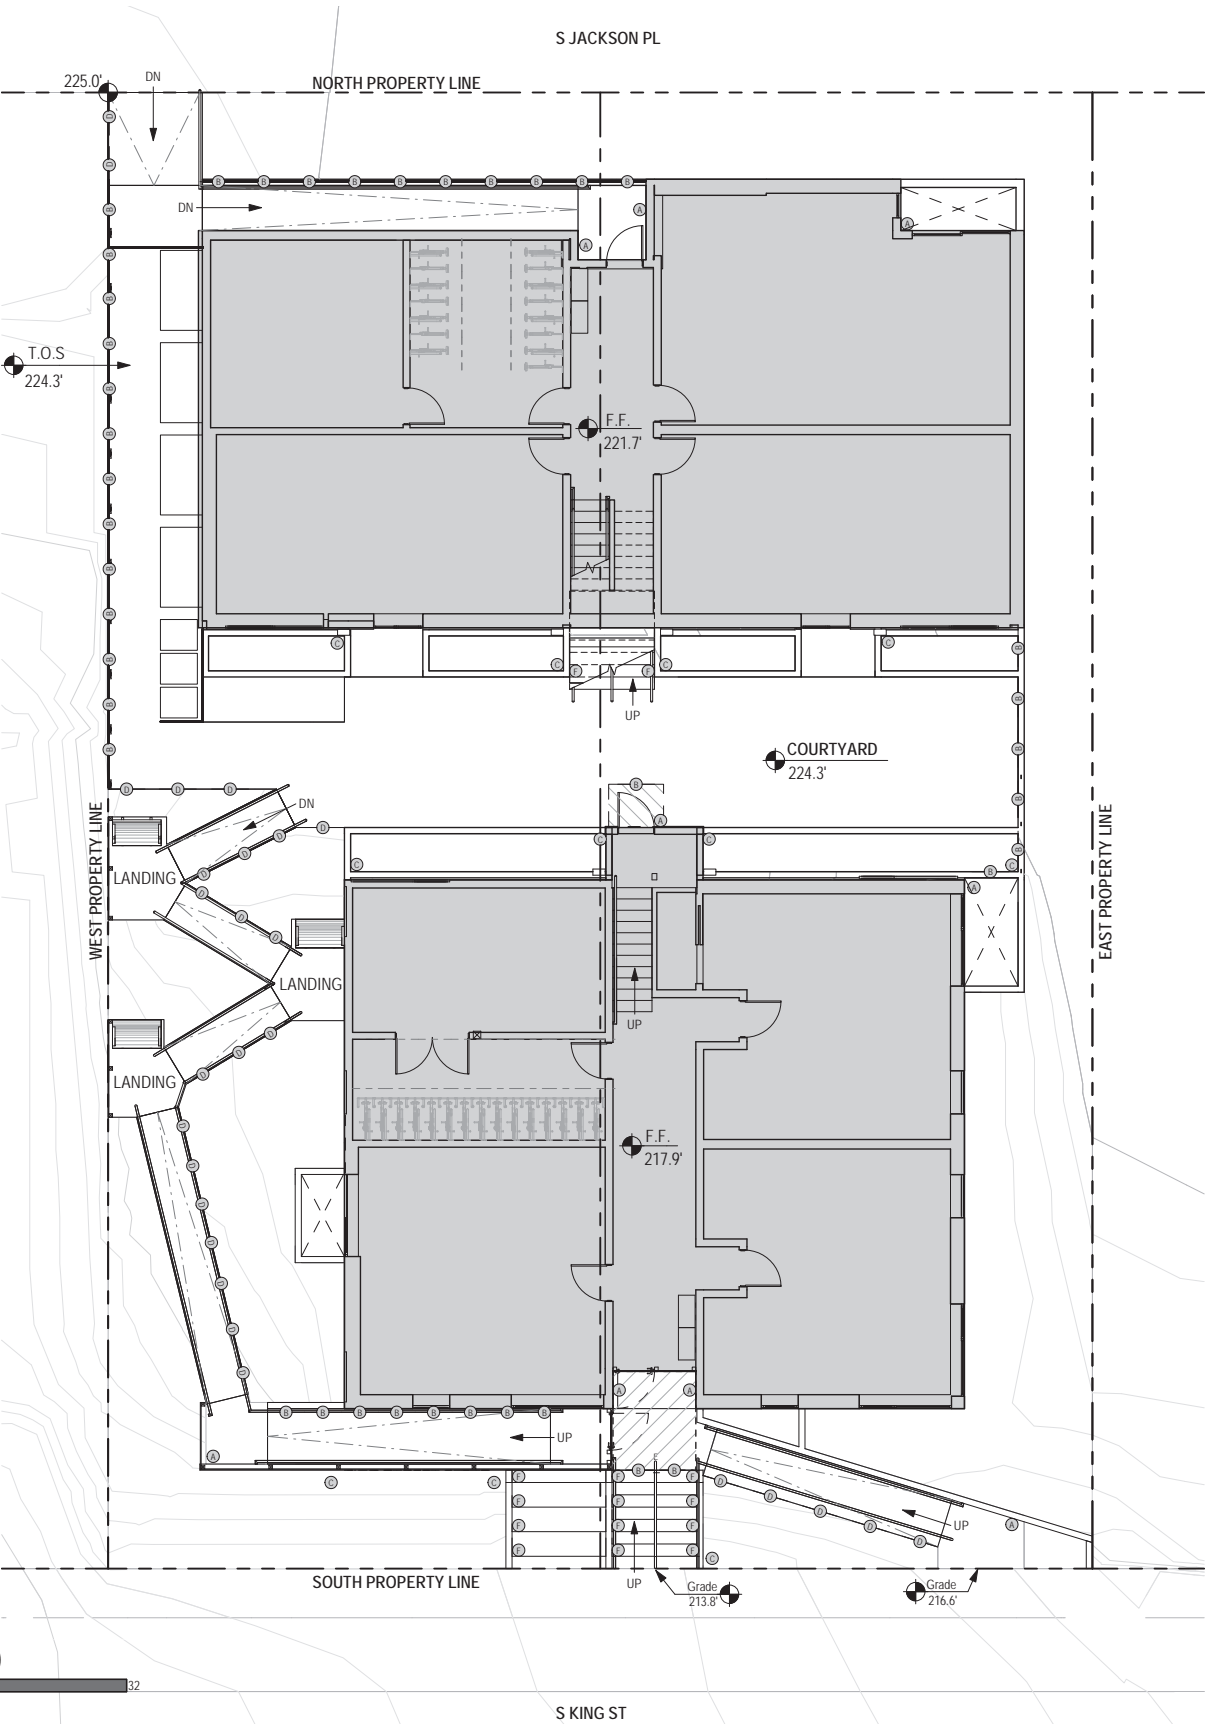 S JACKSON PL
225.0'
DN
NORTH PROPERTY LINE
D
D
B B B B B B B B B B
DN
A
A
A
T.O.S
224.3'
F.F.
221.7'
C
C
F
F
C
C
UP
COURTYARD
224.3'
D D D
DN
D
B
A
C
C
C
B
A
LANDING
WEST PROPERTY LINE
EAST PROPERTY LINE
LANDING
UP
LANDING
F.F.
217.9'
A
A
B B B B B B B B
UP
A
C
C
B B
F
F
F
F
F
F
F
F
F
F
F
F
D
D
D
D
D
UP
A
C
SOUTH PROPERTY LINE
UP
Grade
213.8'
Grade
216.6'
32
S KING ST